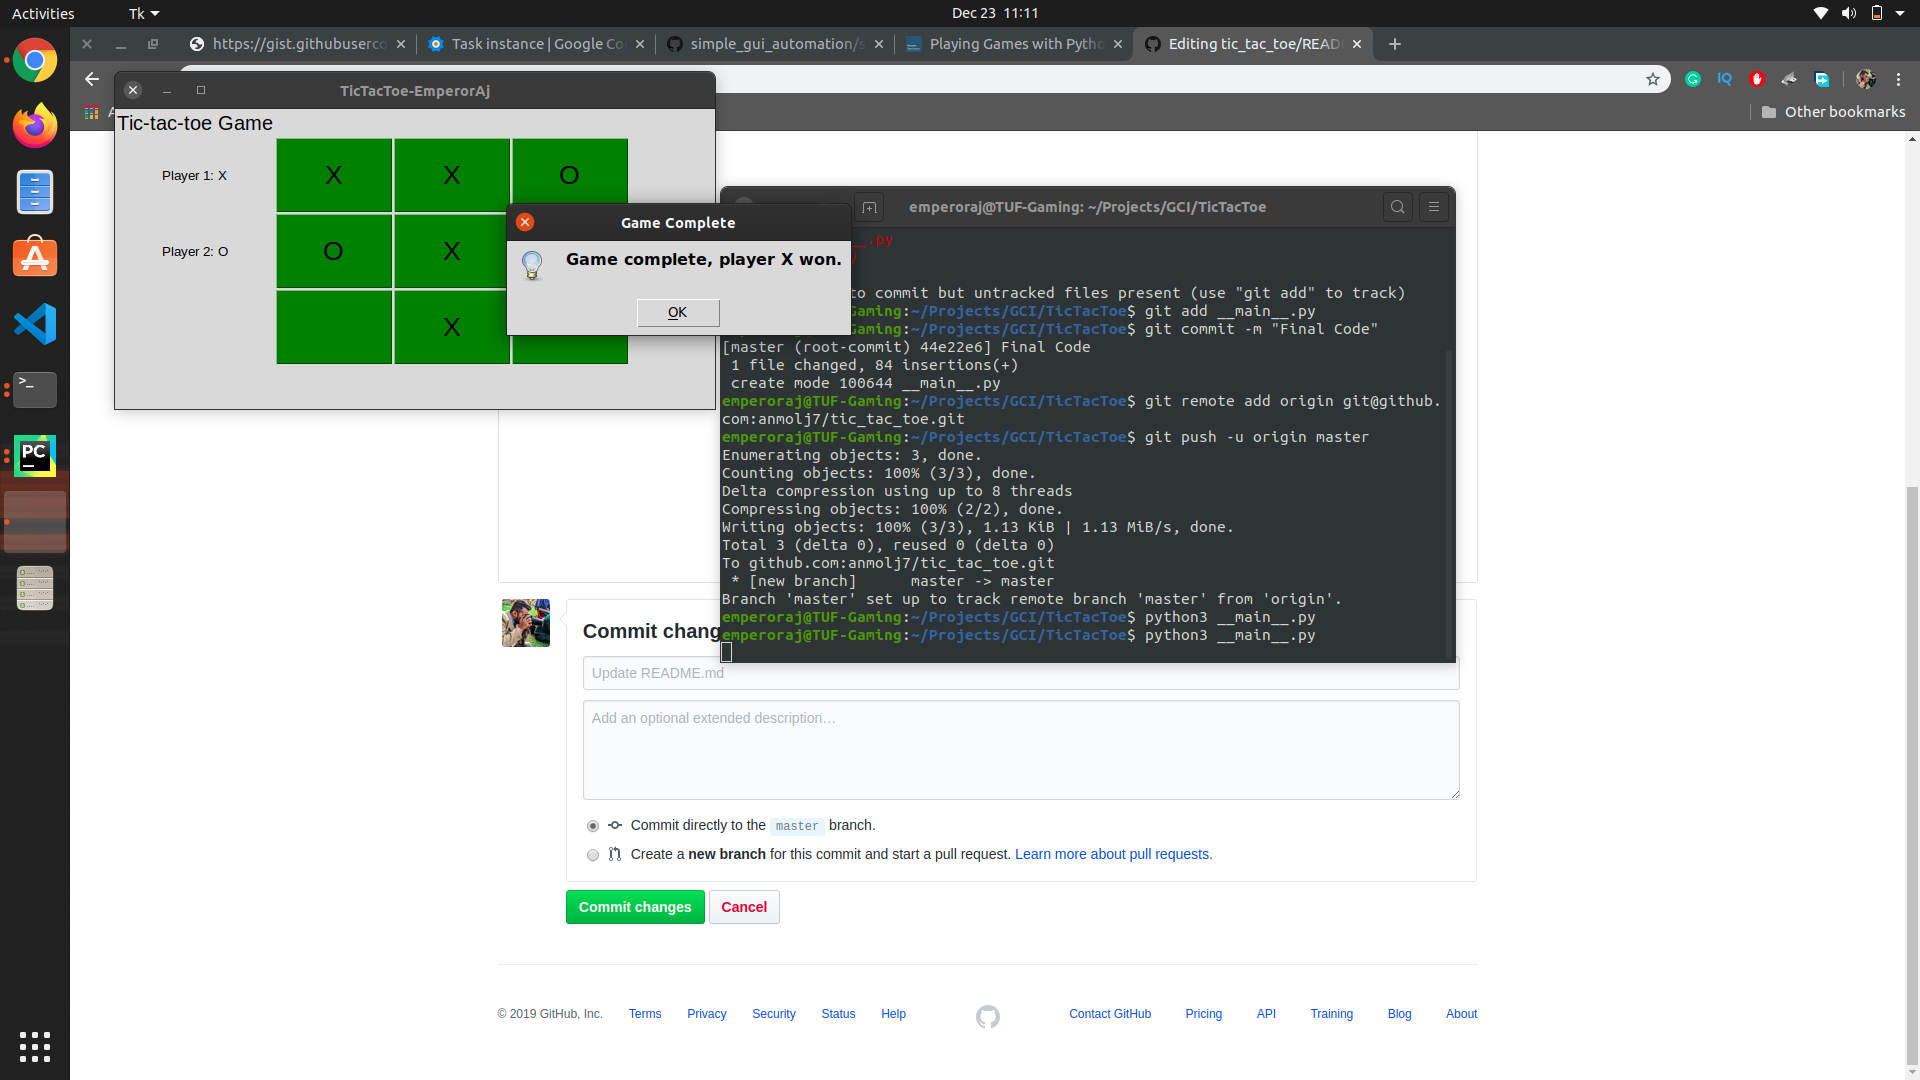 Activities
Tk
Dec 23 11:11
https://gist.githubuserco
Task instance | Google Co
simple_gui_automation/s
Playing Games with Pytho
Editing tic_tac_toe/READ
Other bookmarks
TicTacToe-EmperorAj
Tic-tac-toe Game
Player 1: X
X
X
O
Player 2: O
O
X
X
Game Complete
Game complete, player X won.
OK
emperoraj@TUF-Gaming: ~/Projects/GCI/TicTacToe
__.py
to commit but untracked files present (use "git add" to track)
Gaming:~/Projects/GCI/TicTacToe$ git add __main__.py
Gaming:~/Projects/GCI/TicTacToe$ git commit -m "Final Code"
[master (root-commit) 44e22e6] Final Code
1 file changed, 84 insertions(+)
create mode 100644 __main__.py
emperoraj@TUF-Gaming:~/Projects/GCI/TicTacToe$ git remote add origin git@github.
com:anmolj7/tic_tac_toe.git
emperoraj@TUF-Gaming:~/Projects/GCI/TicTacToe$ git push -u origin master
Enumerating objects: 3, done.
Counting objects: 100% (3/3), done.
Delta compression using up to 8 threads
Compressing objects: 100% (2/2), done.
Writing objects: 100% (3/3), 1.13 KiB | 1.13 MiB/s, done.
Total 3 (delta 0), reused 0 (delta 0)
To github.com:anmolj7/tic_tac_toe.git
* [new branch]      master -> master
Branch 'master' set up to track remote branch 'master' from 'origin'.
emperoraj@TUF-Gaming:~/Projects/GCI/TicTacToe$ python3 __main__.py
emperoraj@TUF-Gaming:~/Projects/GCI/TicTacToe$ python3 __main__.py
Commit chang
Update README.md
Add an optional extended description…
Commit directly to the master branch.
Create a new branch for this commit and start a pull request. Learn more about pull requests.
Commit changes
Cancel
© 2019 GitHub, Inc.
Terms
Privacy
Security
Status
Help
Contact GitHub
Pricing
API
Training
Blog
About